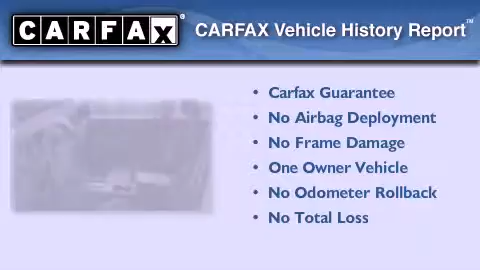 CARFAX® CARFAX Vehicle History Report™
• Carfax Guarantee
• No Airbag Deployment
• No Frame Damage
• One Owner Vehicle
• No Odometer Rollback
• No Total Loss